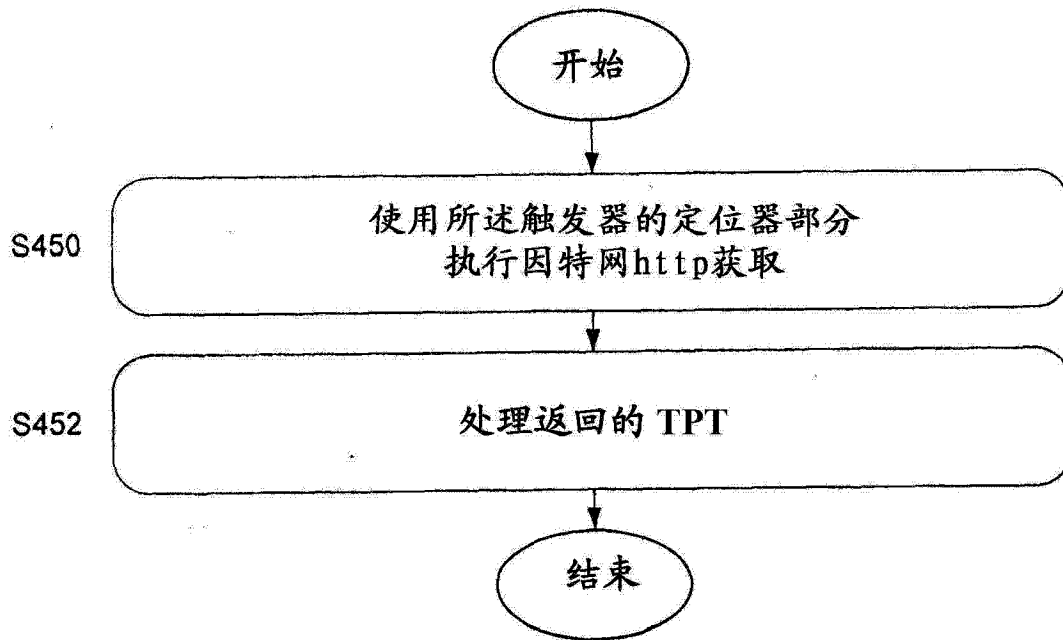 开始
S450
使用所述触发器的定位器部分
执行因特网http获取
S452
处理返回的 TPT
结束